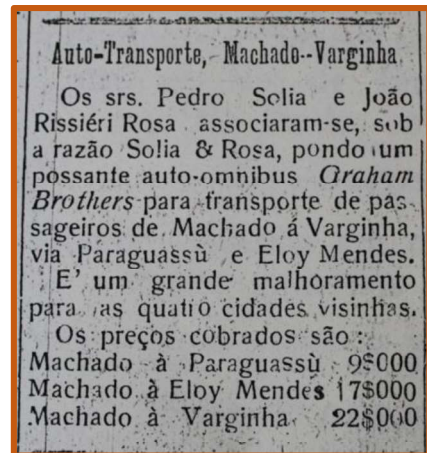 Auto-Transporte, Machado--Varginha
Os srs. Pedro Solia e João
Rissiéri Rosa associaram-se, sob
a razão Solia & Rosa, pondo um
possante auto-omnibus Graham
Brothers para transporte de pas-
sageiros de Machado á Varginha,
via Paraguassù e Eloy Mendes.
E' um grande malhoramento
para as quatio cidades visinhas.
Os preços cobrados são:
Machado à Paraguassù 9$000
Machado à Eloy Mendes 17$000
Machado à Varginha 22$000